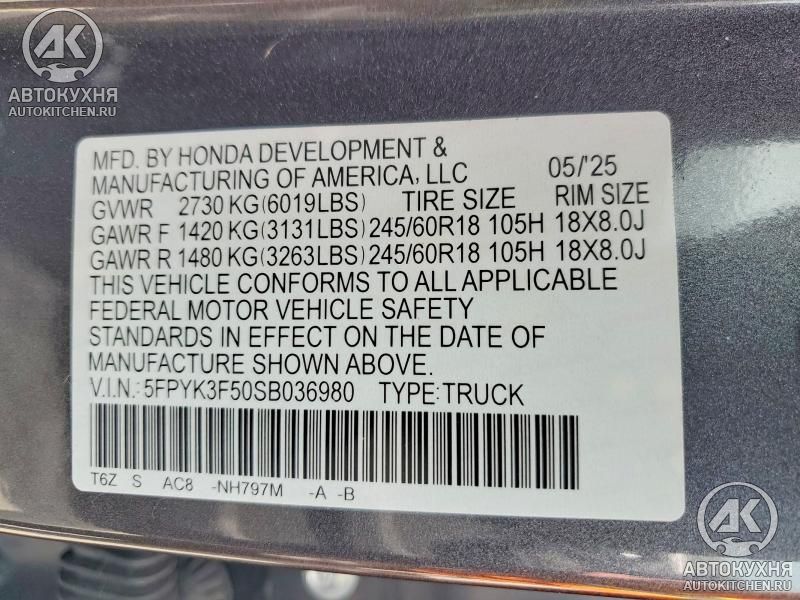 AK
АВТОКУХНЯ
AUTOKITCHEN.RU
MFD. BY HONDA DEVELOPMENT &
MANUFACTURING OF AMERICA, LLC 05/'25
GVWR 2730 KG(6019LBS) TIRE SIZE RIM SIZE
GAWR F 1420 KG(3131LBS) 245/60R18 105H 18X8.0J
GAWR R 1480 KG(3263LBS) 245/60R18 105H 18X8.0J
THIS VEHICLE CONFORMS TO ALL APPLICABLE
FEDERAL MOTOR VEHICLE SAFETY
STANDARDS IN EFFECT ON THE DATE OF
MANUFACTURE SHOWN ABOVE.
V.I.N.: 5FPYK3F50SB036980 TYPE: TRUCK
T6Z S AC8 -NH797M -A -B
AK
АВТОКУХНЯ
AUTOKITCHEN.RU